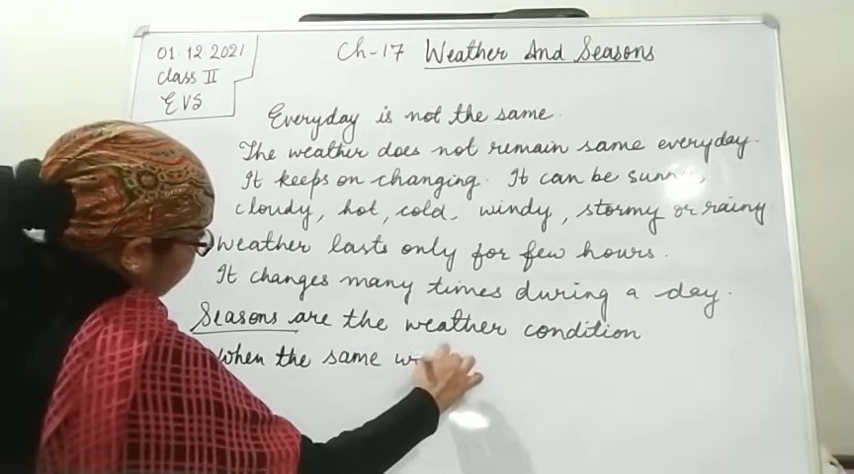 01.12.2021
Class II
EVS
Ch-17 Weather And Seasons
Everyday is not the same.
The weather does not remain same everyday.
It keeps on changing. It can be
cloudy, hot, cold, windy, stormy or rainy
Weather lasts only for few hours.
It changes many times during a day.
Seasons are the weather condition
when the same